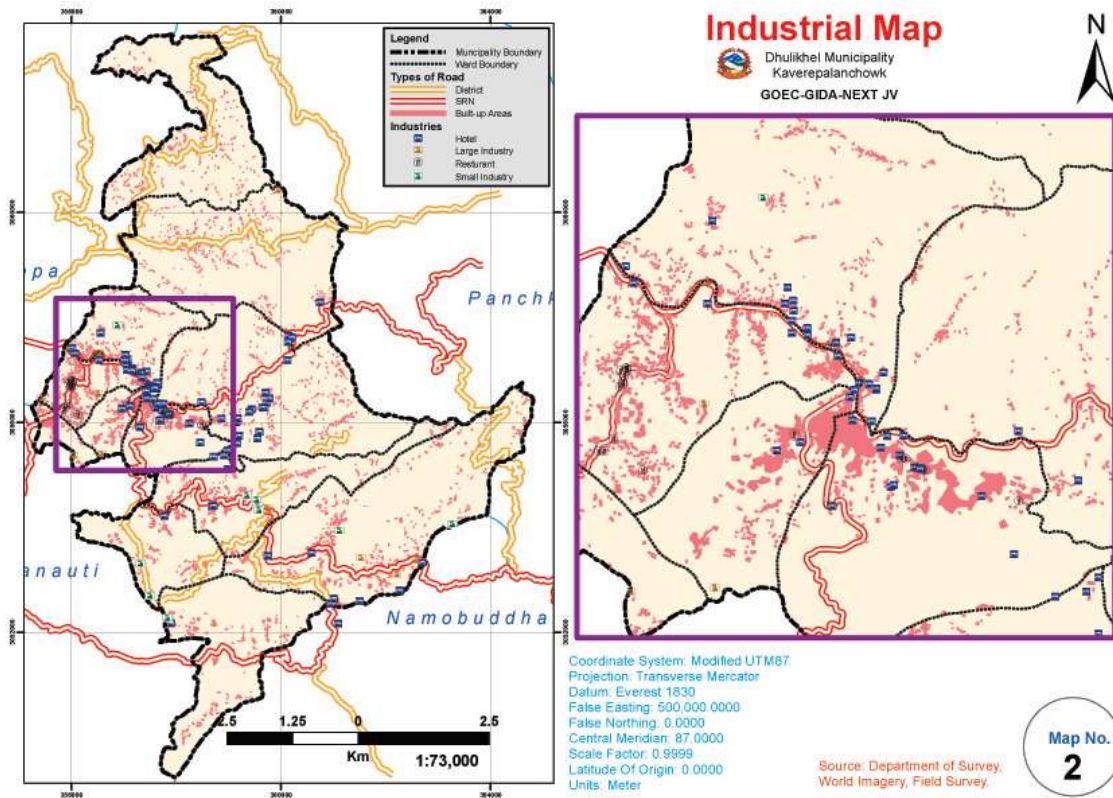 Industrial Map
Dhulikhel Municipality
Kaverepalanchowk
GOEC-GIDA-NEXT JV
N
Legend
Muncipality Boundary
Ward Boundary
Types of Road
District
SRN
Built-up Areas
Industries
Hotel
Large Industry
Resturant
Small Industry
opa
Panchk
anauti
Namobuddha
2.5 1.25 0 2.5
Km
1:73,000
Coordinate System: Modified UTM87
Projection: Transverse Mercator
Datum: Everest 1830
False Easting: 500,000.0000
False Northing: 0.0000
Central Meridian: 87.0000
Scale Factor: 0.9999
Latitude Of Origin: 0.0000
Units: Meter
Source: Department of Survey,
World Imagery, Field Survey.
Map No.
2